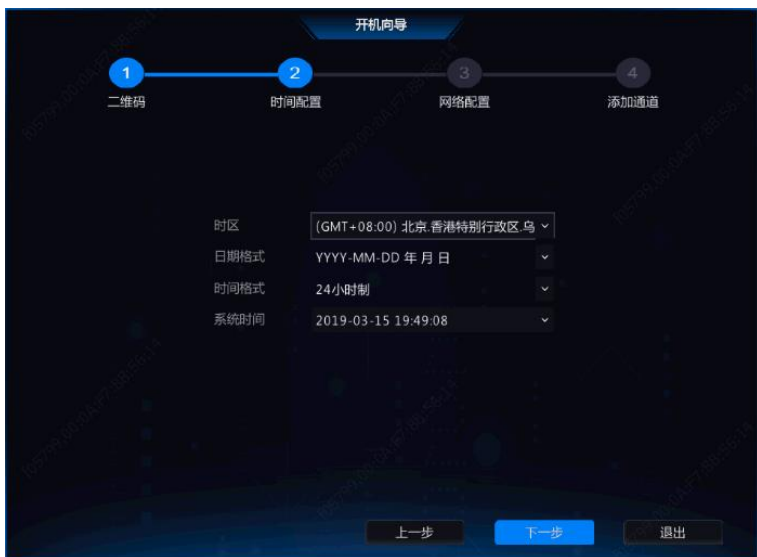 开机向导
1 2 3 4
二维码 时间配置 网络配置 添加通道
时区 (GMT+08:00) 北京.香港特别行政区.乌
日期格式 YYYY-MM-DD 年 月 日
时间格式 24小时制
系统时间 2019-03-15 19:49:08
上一步 下一步 退出